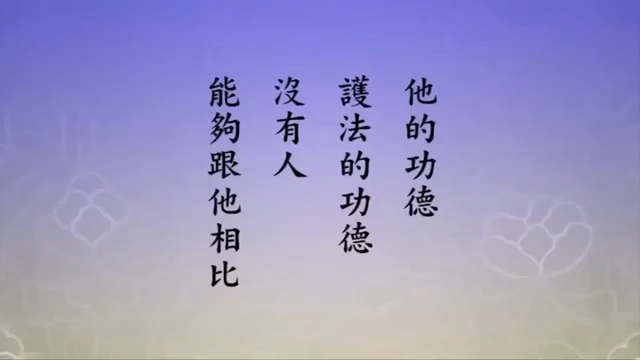 他的功德
護法的功德
沒有人
能夠跟他相比